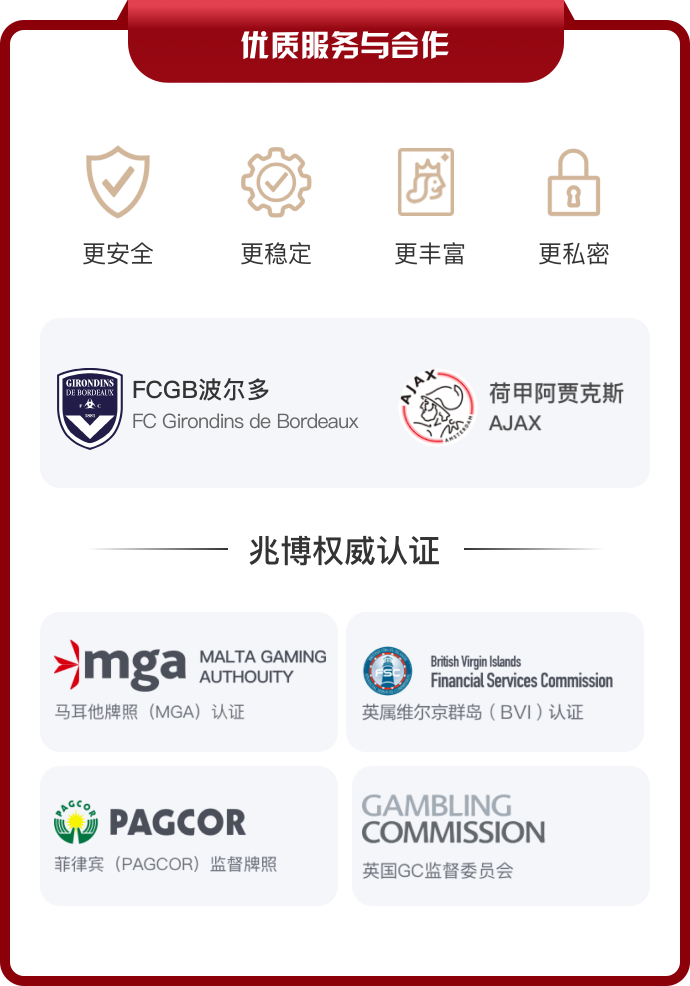 优质服务与合作
更安全
更稳定
更丰富
更私密
GIRONDINS
DE BORDEAUX
F C
1881
FCGB波尔多
FC Girondins de Bordeaux
AJAX
AMSTERDAM
荷甲阿贾克斯
AJAX
兆博权威认证
mga
MALTA GAMING
AUTHOUITY
马耳他牌照（MGA）认证
FSC
British Virgin Islands
Financial Services Commission
英属维尔京群岛（BVI）认证
PAGCOR
PAGCOR
菲律宾（PAGCOR）监督牌照
GAMBLING
COMMISSION
英国GC监督委员会